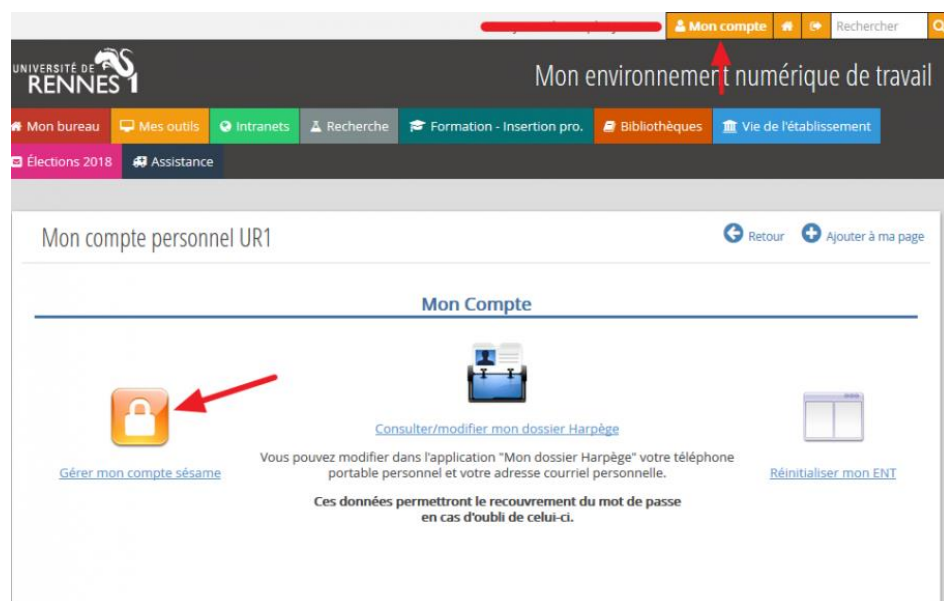 Mon compte
Rechercher
UNIVERSITÉ DE
RENNES 1
Mon environnement numérique de travail
Mon bureau
Mes outils
Intranets
Recherche
Formation - Insertion pro.
Bibliothèques
Vie de l'établissement
Élections 2018
Assistance
Mon compte personnel UR1
Retour
Ajouter à ma page
Mon Compte
Consulter/modifier mon dossier Harpège
Gérer mon compte sésame
Vous pouvez modifier dans l'application "Mon dossier Harpège" votre téléphone
portable personnel et votre adresse courriel personnelle.
Réinitialiser mon ENT
Ces données permettront le recouvrement du mot de passe
en cas d'oubli de celui-ci.